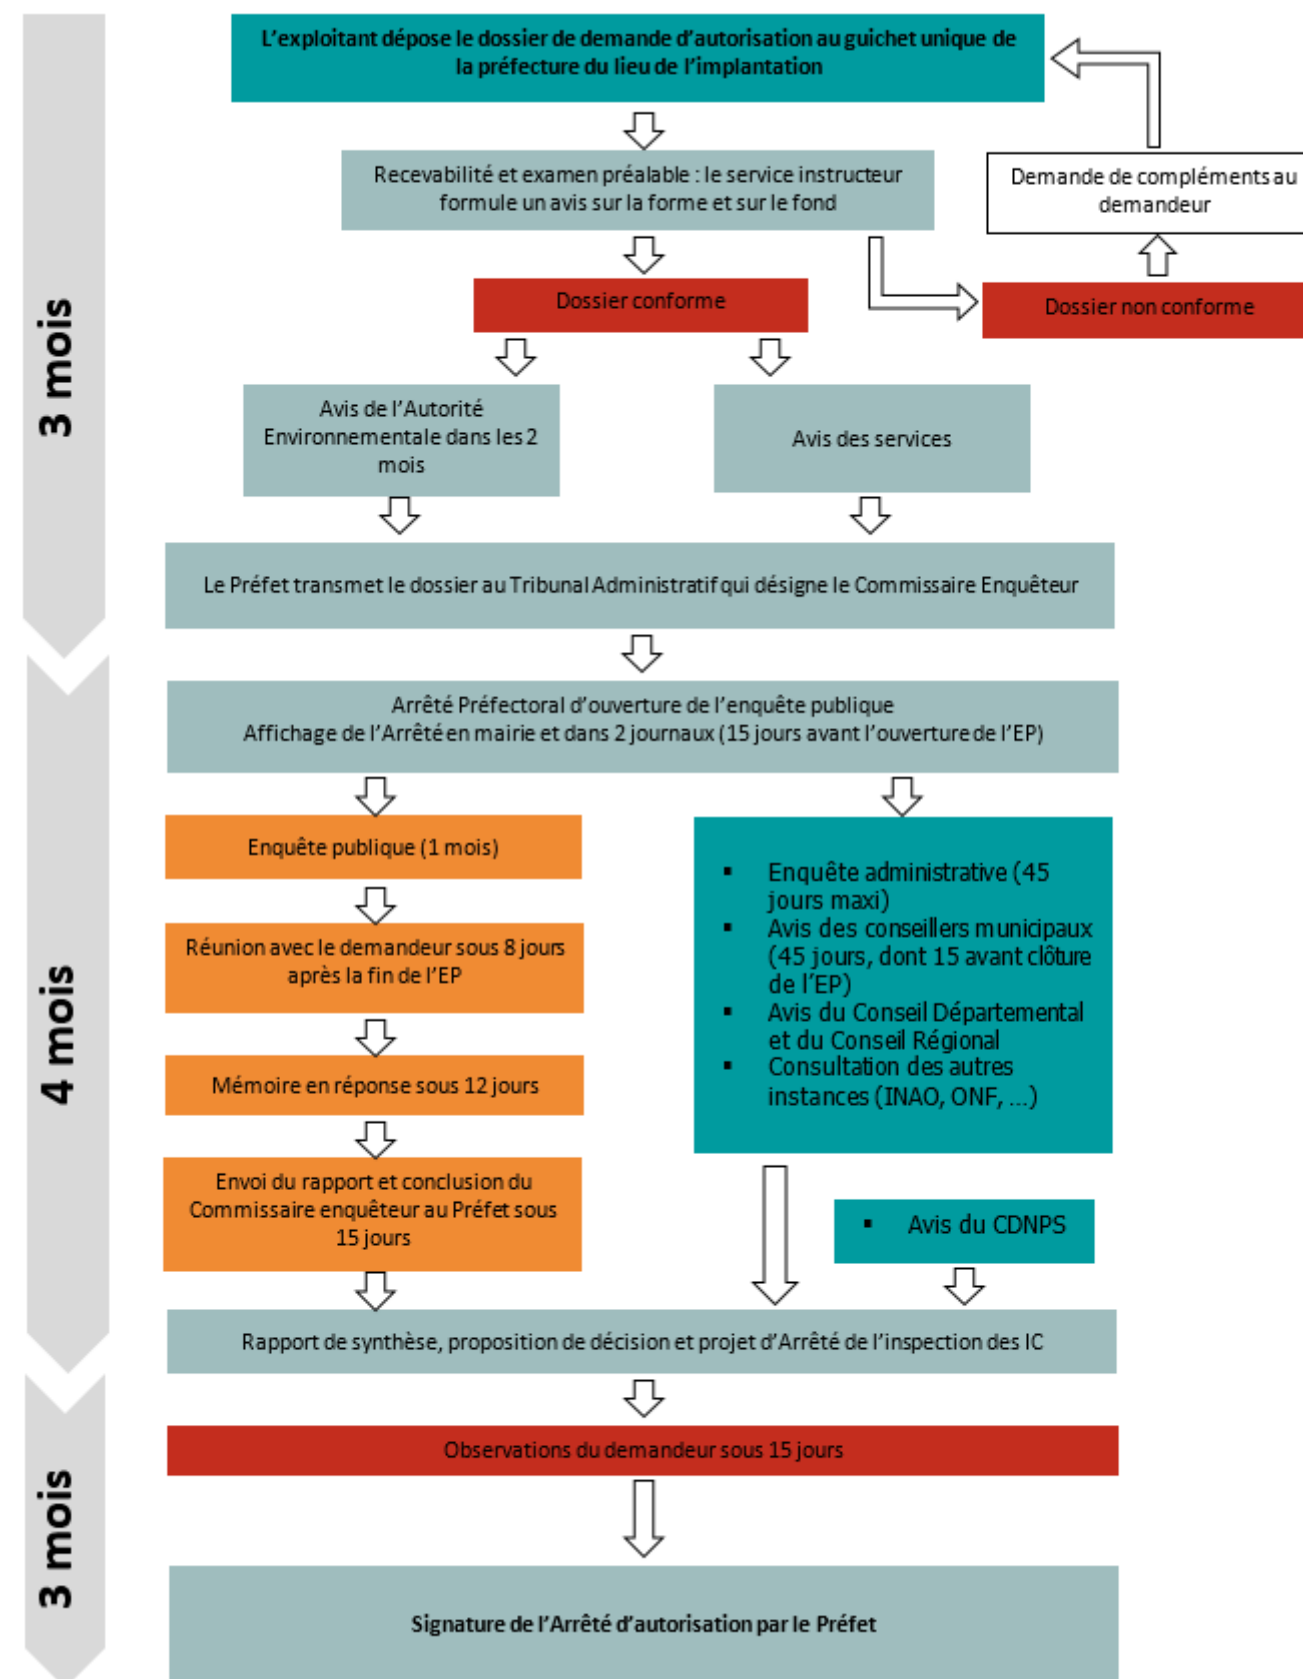 L’exploitant dépose le dossier de demande d’autorisation au guichet unique de
la préfecture du lieu de l’implantation
Recevabilité et examen préalable : le service instructeur
formule un avis sur la forme et sur le fond
Demande de compléments au
demandeur
Dossier conforme
Dossier non conforme
3 mois
Avis de l’Autorité
Environnementale dans les 2
mois
Avis des services
Le Préfet transmet le dossier au Tribunal Administratif qui désigne le Commissaire Enquêteur
Arrêté Préfectoral d’ouverture de l’enquête publique
Affichage de l’Arrêté en mairie et dans 2 journaux (15 jours avant l’ouverture de l’EP)
4 mois
Enquête publique (1 mois)
Réunion avec le demandeur sous 8 jours
après la fin de l’EP
Mémoire en réponse sous 12 jours
Envoi du rapport et conclusion du
Commissaire enquêteur au Préfet sous
15 jours
▪ Enquête administrative (45
jours maxi)
▪ Avis des conseillers municipaux
(45 jours, dont 15 avant clôture
de l’EP)
▪ Avis du Conseil Départemental
et du Conseil Régional
▪ Consultation des autres
instances (INAO, ONF, ...)
▪ Avis du CDNPS
Rapport de synthèse, proposition de décision et projet d’Arrêté de l’inspection des IC
3 mois
Observations du demandeur sous 15 jours
Signature de l’Arrêté d’autorisation par le Préfet